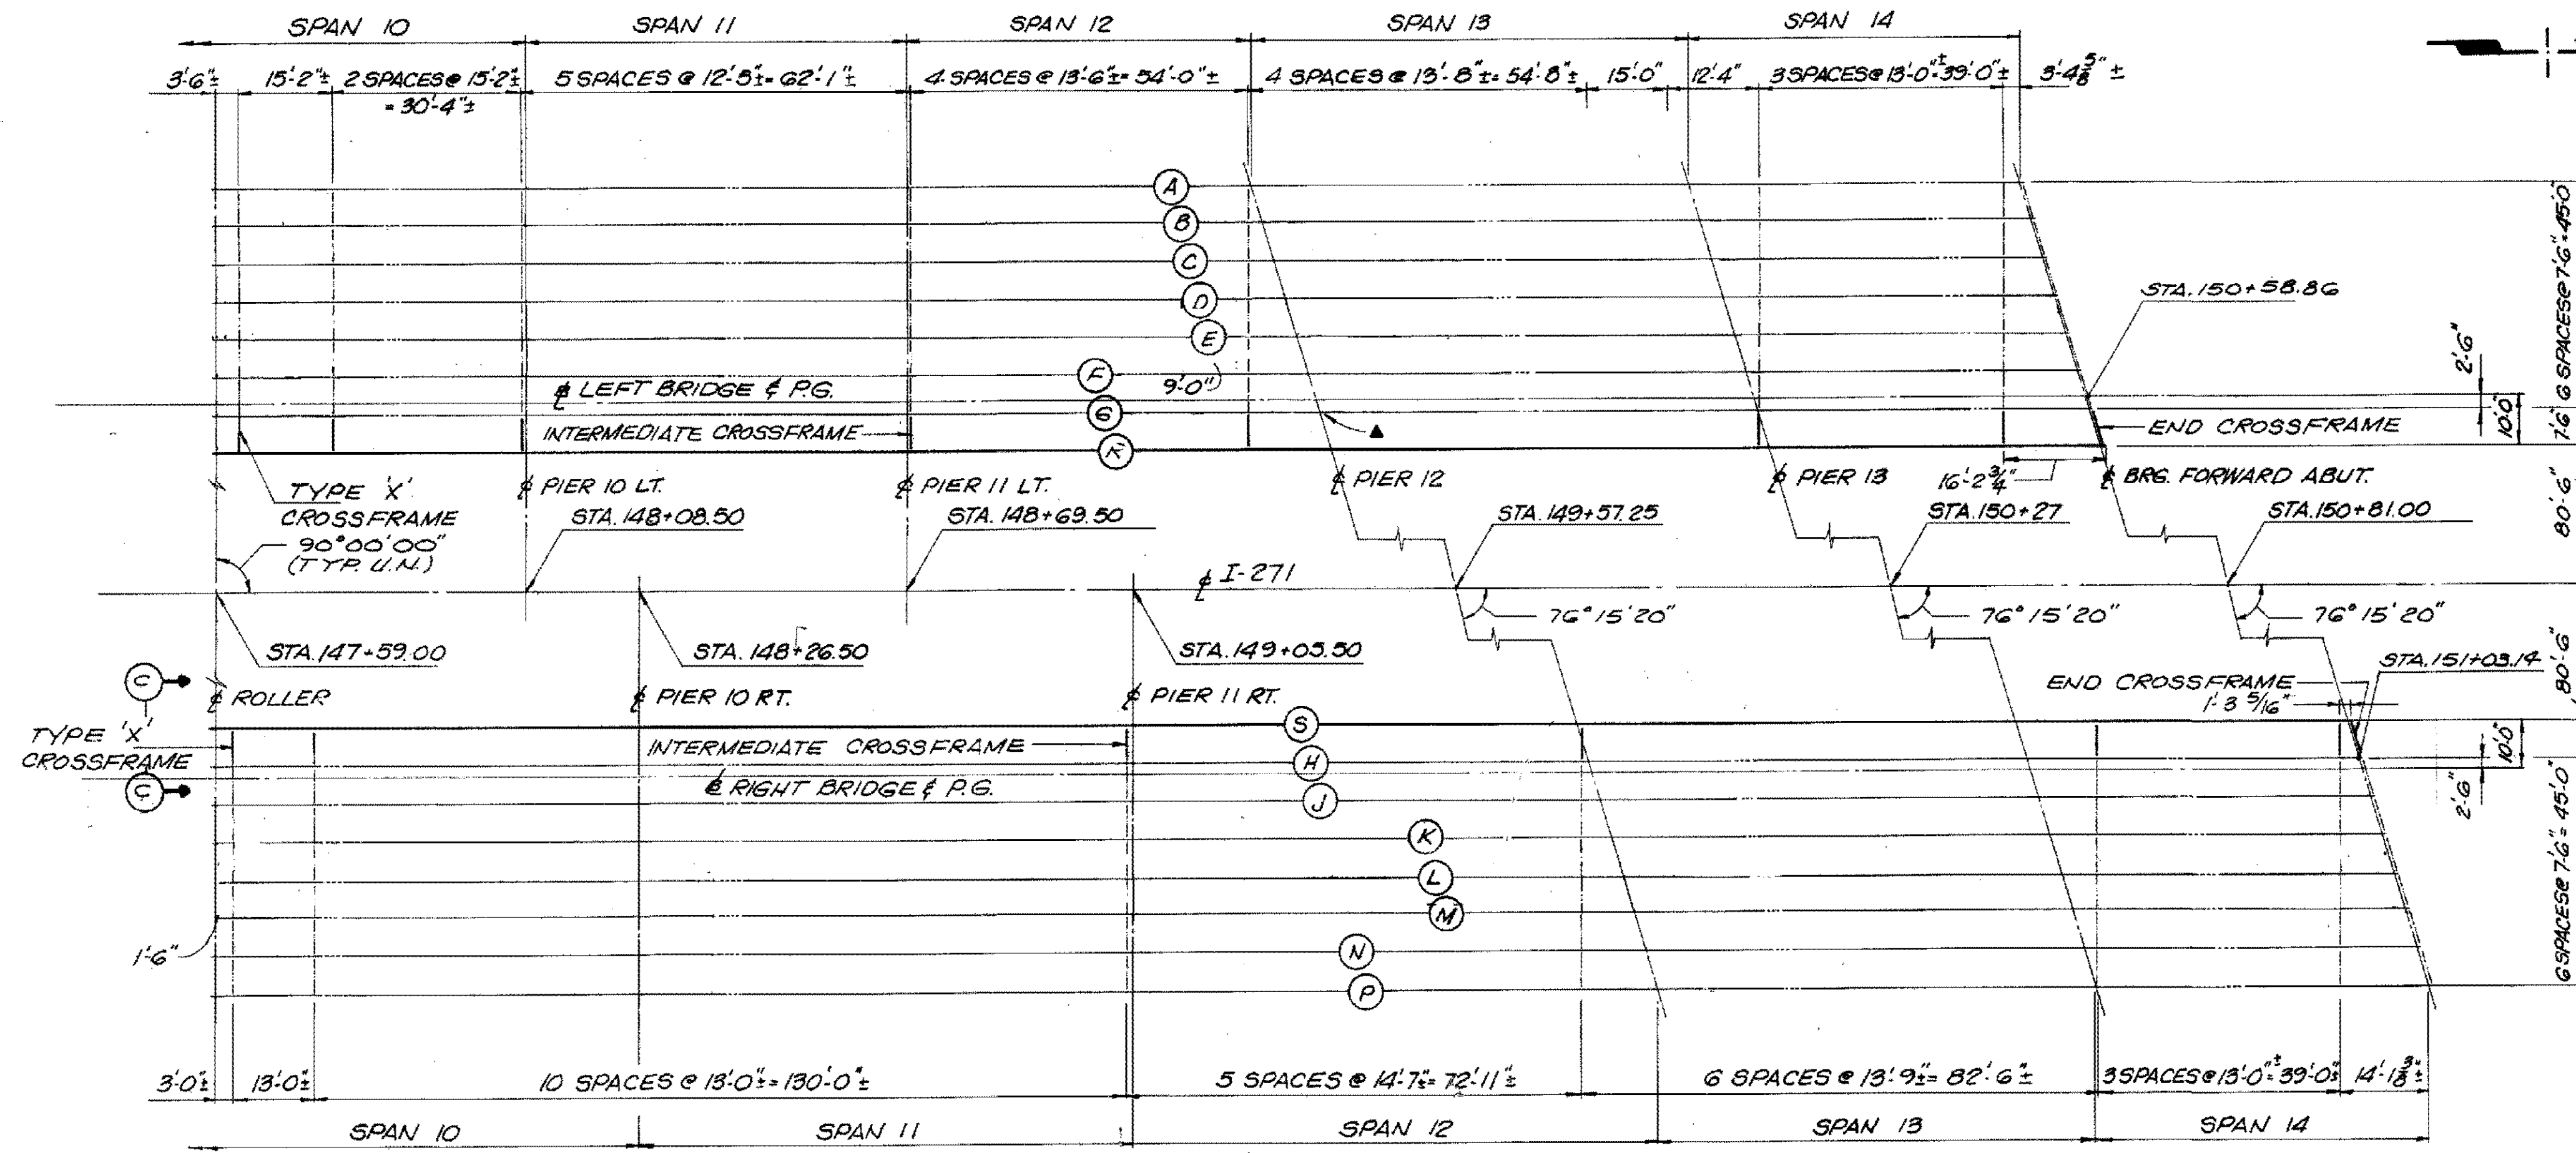 SPAN 10
SPAN 11
SPAN 12
SPAN 13
SPAN 14
3'-6"±
15'-2"±
2 SPACES @ 15'-2"±
= 30'-4"±
5 SPACES @ 12'-5"± = 62'-1"±
4 SPACES @ 13'-6"± = 54'-0"±
4 SPACES @ 13'-8"± = 54'-8"±
15'-0"
12'-4"
3 SPACES @ 13'-0"± = 39'-0"±
3'-4 5/8" ±
A
B
C
D
E
F
G
R
9'-0"
℄ LEFT BRIDGE & P.G.
INTERMEDIATE CROSSFRAME
STA. 150+58.86
END CROSSFRAME
2'-6"
10'-0"
7'-6" 6 SPACES @ 7'-6" = 45'-0"
TYPE 'X'
CROSSFRAME
90°00'00"
(TYP. U.N.)
℄ PIER 10 LT.
℄ PIER 11 LT.
℄ PIER 12
℄ PIER 13
16'-2 3/4"
℄ BRG. FORWARD ABUT.
STA. 148+08.50
STA. 148+69.50
STA. 149+57.25
STA. 150+27
STA. 150+81.00
80'-6"
℄ I-271
76°15'20"
76°15'20"
76°15'20"
STA. 147+59.00
STA. 148+26.50
STA. 149+05.50
STA. 151+03.14
80'-6"
C
℄ ROLLER
℄ PIER 10 RT.
℄ PIER 11 RT.
END CROSSFRAME
1'-3 5/16"
TYPE 'X'
CROSSFRAME
C
INTERMEDIATE CROSSFRAME
℄ RIGHT BRIDGE & P.G.
S
H
J
K
L
M
N
P
10'-0"
2'-6"
6 SPACES @ 7'-6" = 45'-0"
1'-6"
3'-0"±
13'-0"±
10 SPACES @ 13'-0"± = 130'-0"±
5 SPACES @ 14'-7"± = 72'-11"±
6 SPACES @ 13'-9"± = 82'-6"±
3 SPACES @ 13'-0"± = 39'-0"±
14'-1 3/8"±
SPAN 10
SPAN 11
SPAN 12
SPAN 13
SPAN 14